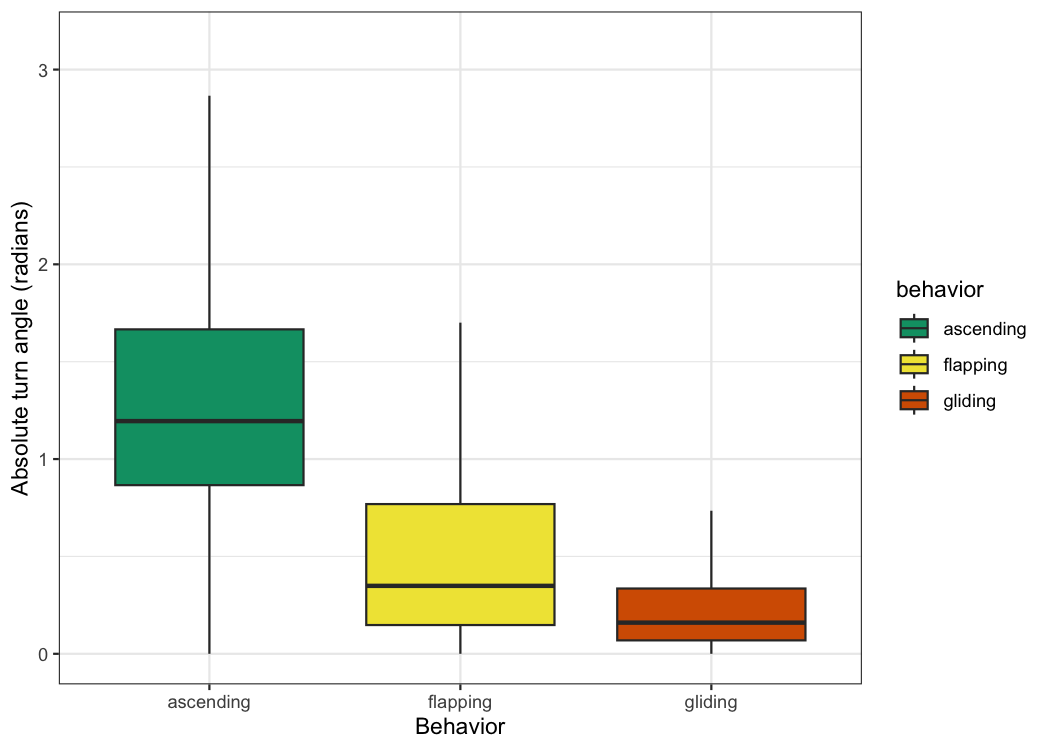 Absolute turn angle (radians)
3
2
1
0
ascending
flapping
gliding
Behavior
behavior
ascending
flapping
gliding